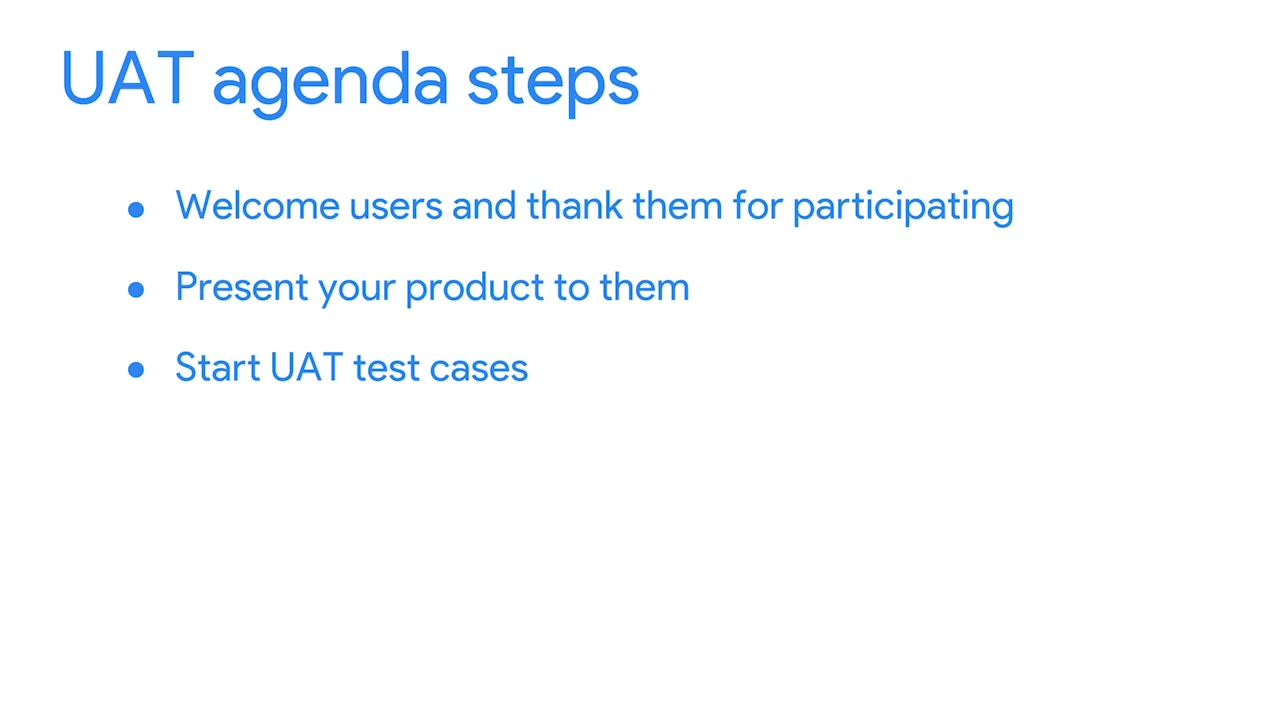 UAT agenda steps
● Welcome users and thank them for participating
● Present your product to them
● Start UAT test cases